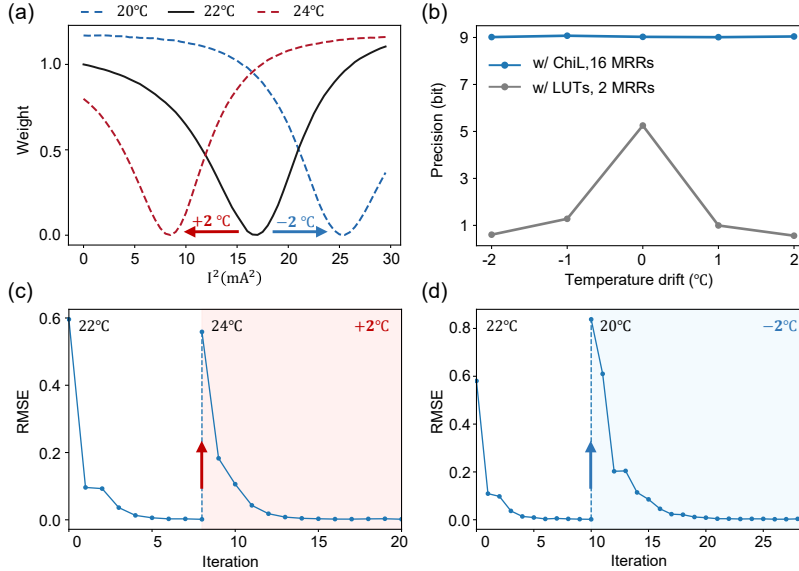 (a)
20℃ 22℃ 24℃
Weight
1.0
0.5
0.0
+2 ℃
−2 ℃
0 5 10 15 20 25 30
I²(mA²)
(b)
Precision (bit)
9
9
5
3
1
w/ ChiL,16 MRRs
w/ LUTs, 2 MRRs
-2 -1 0 1 2
Temperature drift (℃)
(c)
RMSE
0.6
0.4
0.2
0.0
22℃
24℃
+2℃
0 5 10 15 20
Iteration
(d)
RMSE
0.8
0.6
0.4
0.2
0.0
22℃
20℃
−2℃
0 5 10 15 20 25
Iteration